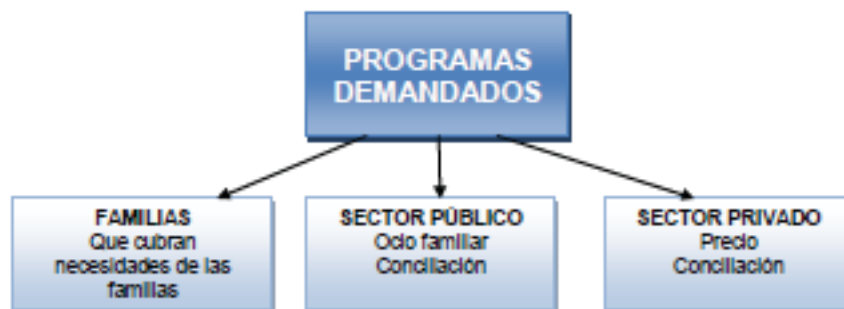 PROGRAMAS
DEMANDADOS
FAMILIAS
Que cubran
necesidades de las
familias
SECTOR PÚBLICO
Ocio familiar
Conciliación
SECTOR PRIVADO
Precio
Conciliación